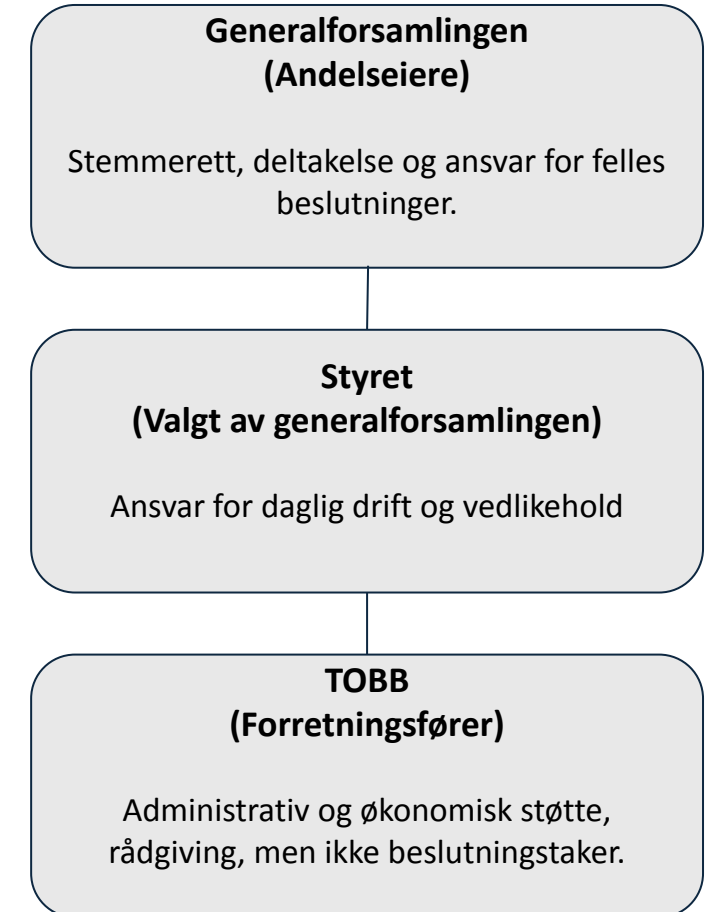 Generalforsamlingen
(Andelseiere)
Stemmerett, deltakelse og ansvar for felles
beslutninger.
Styret
(Valgt av generalforsamlingen)
Ansvar for daglig drift og vedlikehold
TOBB
(Forretningsfører)
Administrativ og økonomisk støtte,
rådgiving, men ikke beslutningstaker.